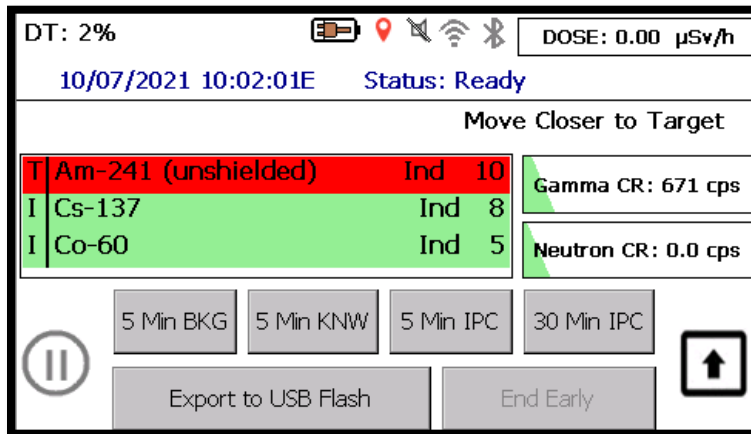 DT: 2% DOSE: 0.00 µSv/h
10/07/2021 10:02:01E Status: Ready
Move Closer to Target
T Am-241 (unshielded) Ind 10
I Cs-137 Ind 8
I Co-60 Ind 5
Gamma CR: 671 cps
Neutron CR: 0.0 cps
5 Min BKG 5 Min KNW 5 Min IPC 30 Min IPC
Export to USB Flash End Early